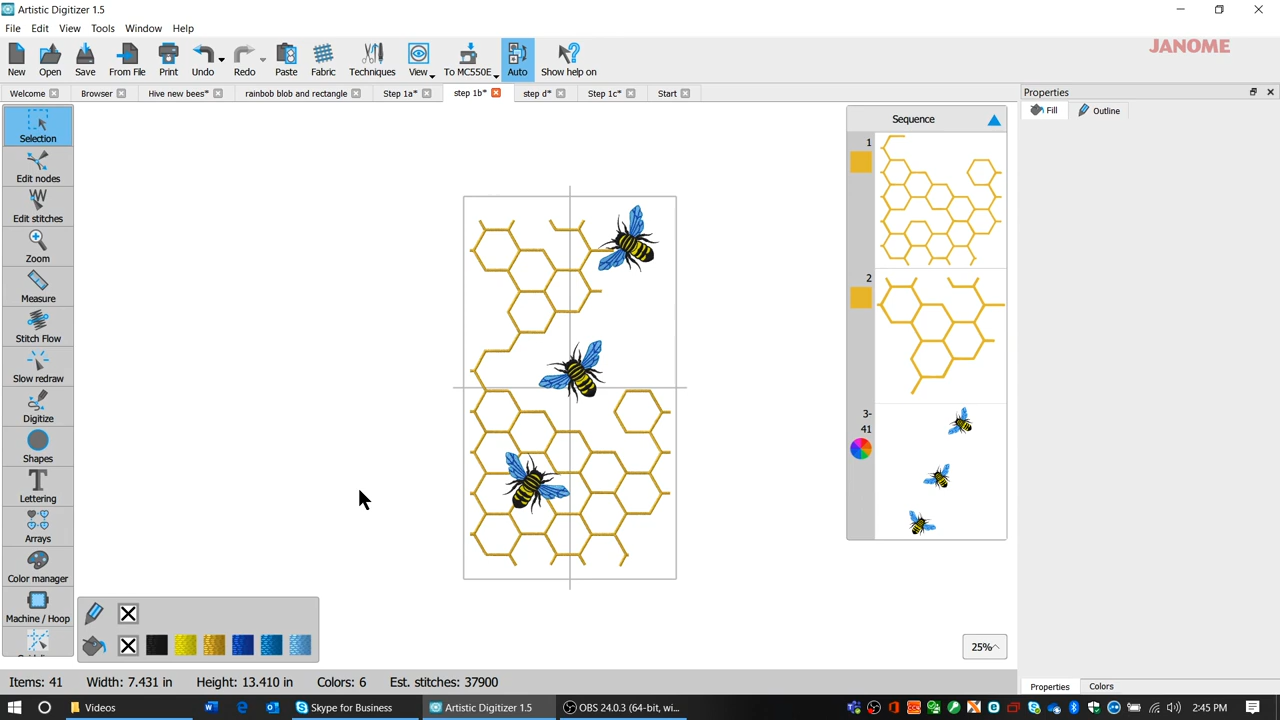 Artistic Digitizer 1.5
File Edit View Tools Window Help
JANOME
New Open Save From File Print Undo Redo Paste Fabric Techniques View To MC550E Auto Show help on
Welcome Browser Hive new bees* rainbob blob and rectangle Step 1a* step 1b* step d* Step 1c* Start
Properties
Fill Outline
Selection
Edit nodes
Edit stitches
Zoom
Measure
Stitch Flow
Slow redraw
Digitize
Shapes
Lettering
Arrays
Color manager
Machine / Hoop
Sequence
1
2
3-
41
25%
Items: 41 Width: 7.431 in Height: 13.410 in Colors: 6 Est. stitches: 37900
Properties Colors
Videos Skype for Business Artistic Digitizer 1.5 OBS 24.0.3 (64-bit, wi... 2:45 PM